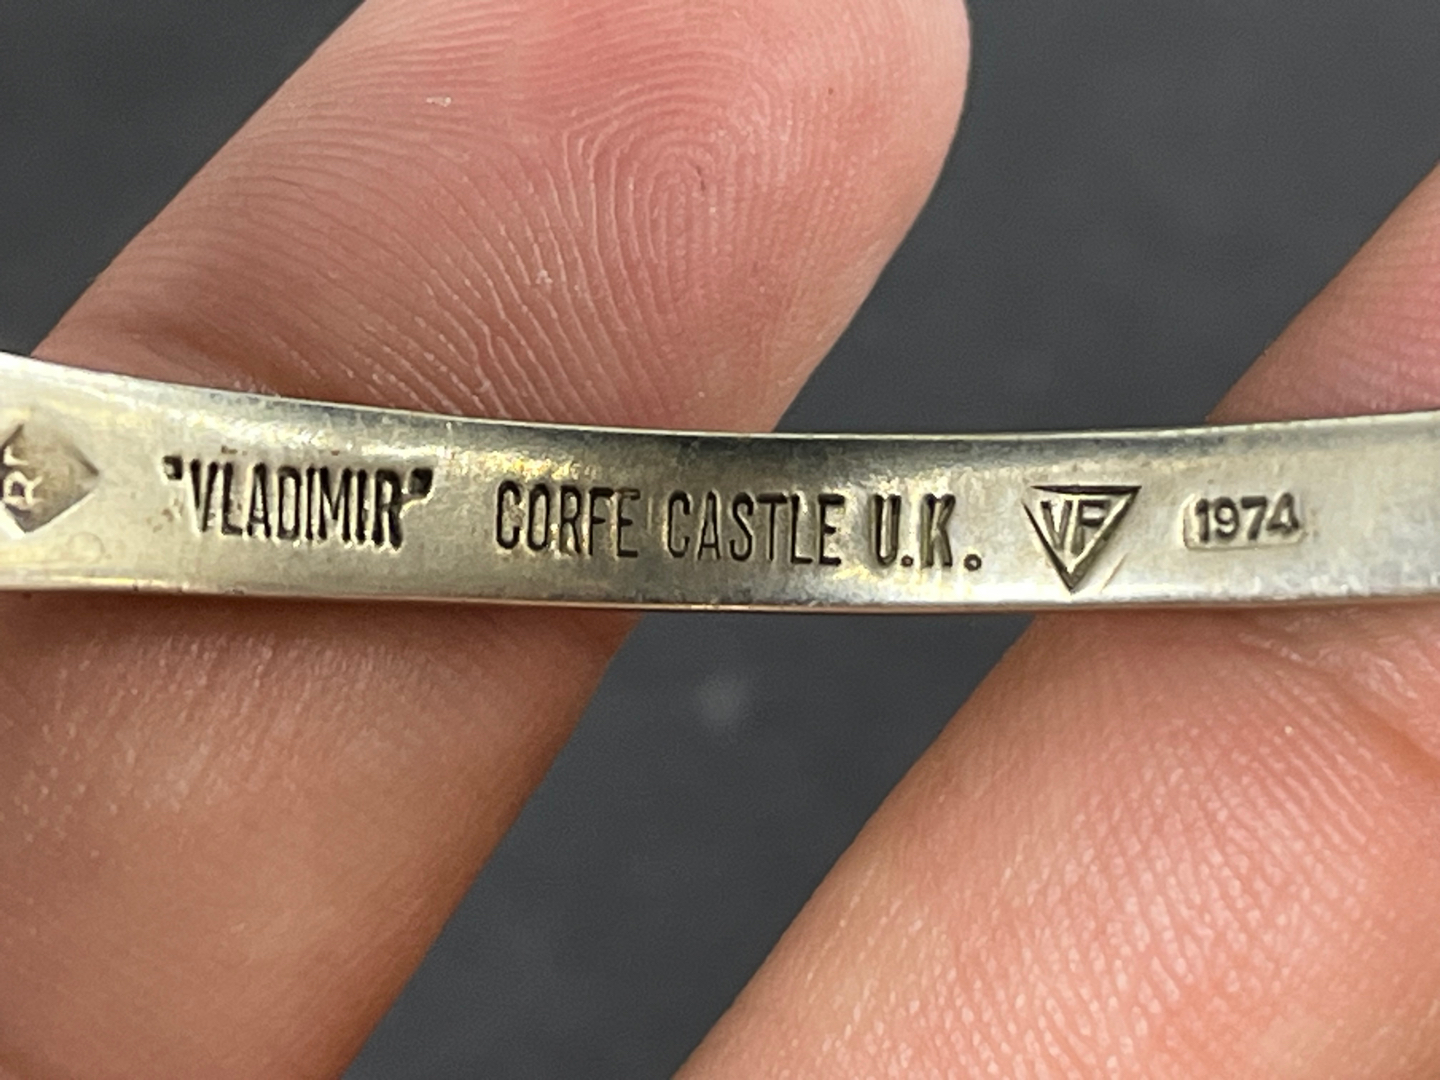 "VLADIMIR" CORFE CASTLE U.K. VF 1974